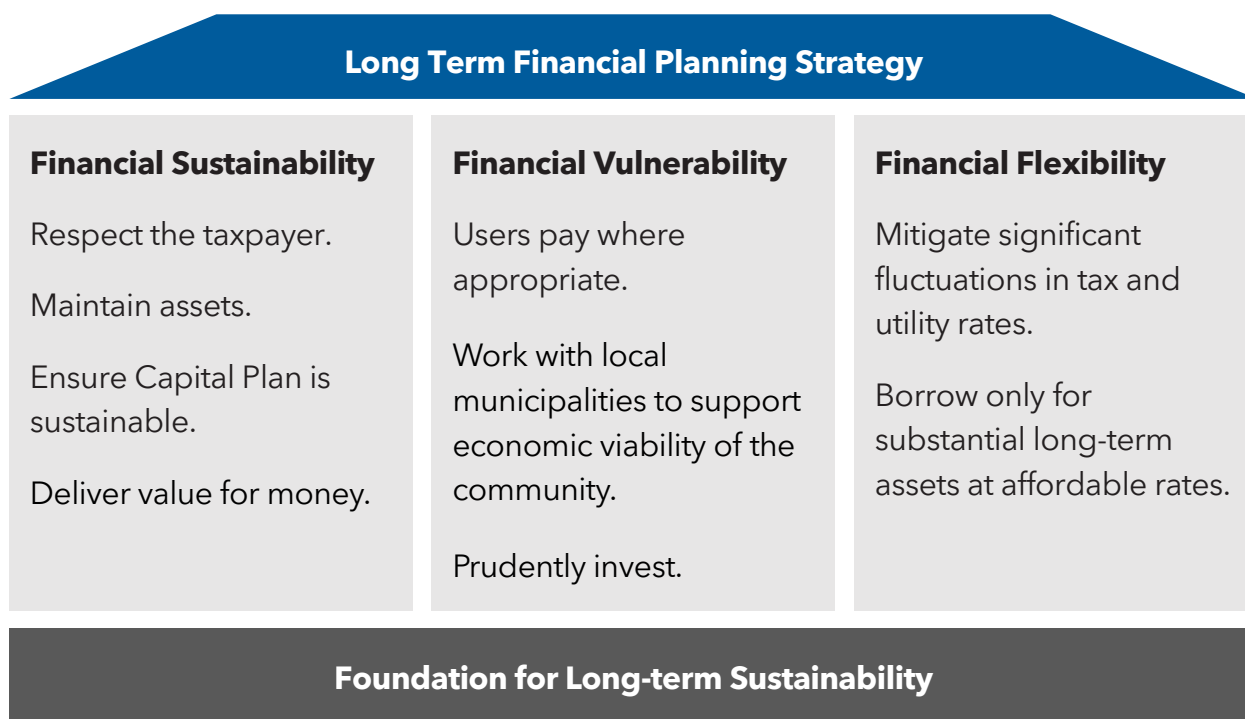 Long Term Financial Planning Strategy
Financial Sustainability
Respect the taxpayer.
Maintain assets.
Ensure Capital Plan is
sustainable.
Deliver value for money.
Financial Vulnerability
Users pay where
appropriate.
Work with local
municipalities to support
economic viability of the
community.
Prudently invest.
Financial Flexibility
Mitigate significant
fluctuations in tax and
utility rates.
Borrow only for
substantial long-term
assets at affordable rates.
Foundation for Long-term Sustainability